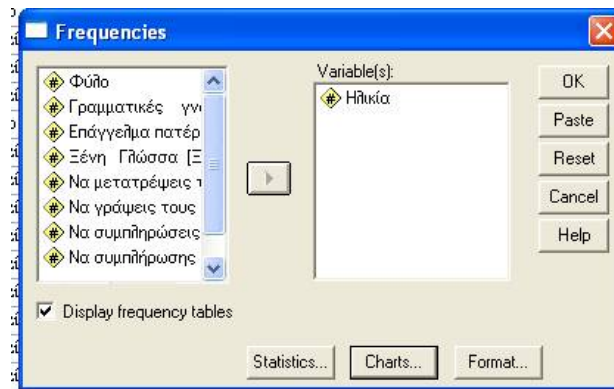 Frequencies
Φύλο
Γραμματικές
Επάγγελμα πατέρ
Ξένη Γλώσσα [Ξ
Να μετατρέψεις
Να γράψεις τους
Να συμπληρώσεις
Να συμπλήρωσης
Variable(s):
Ηλικία
OK
Paste
Reset
Cancel
Help
Display frequency tables
Statistics... Charts... Format...